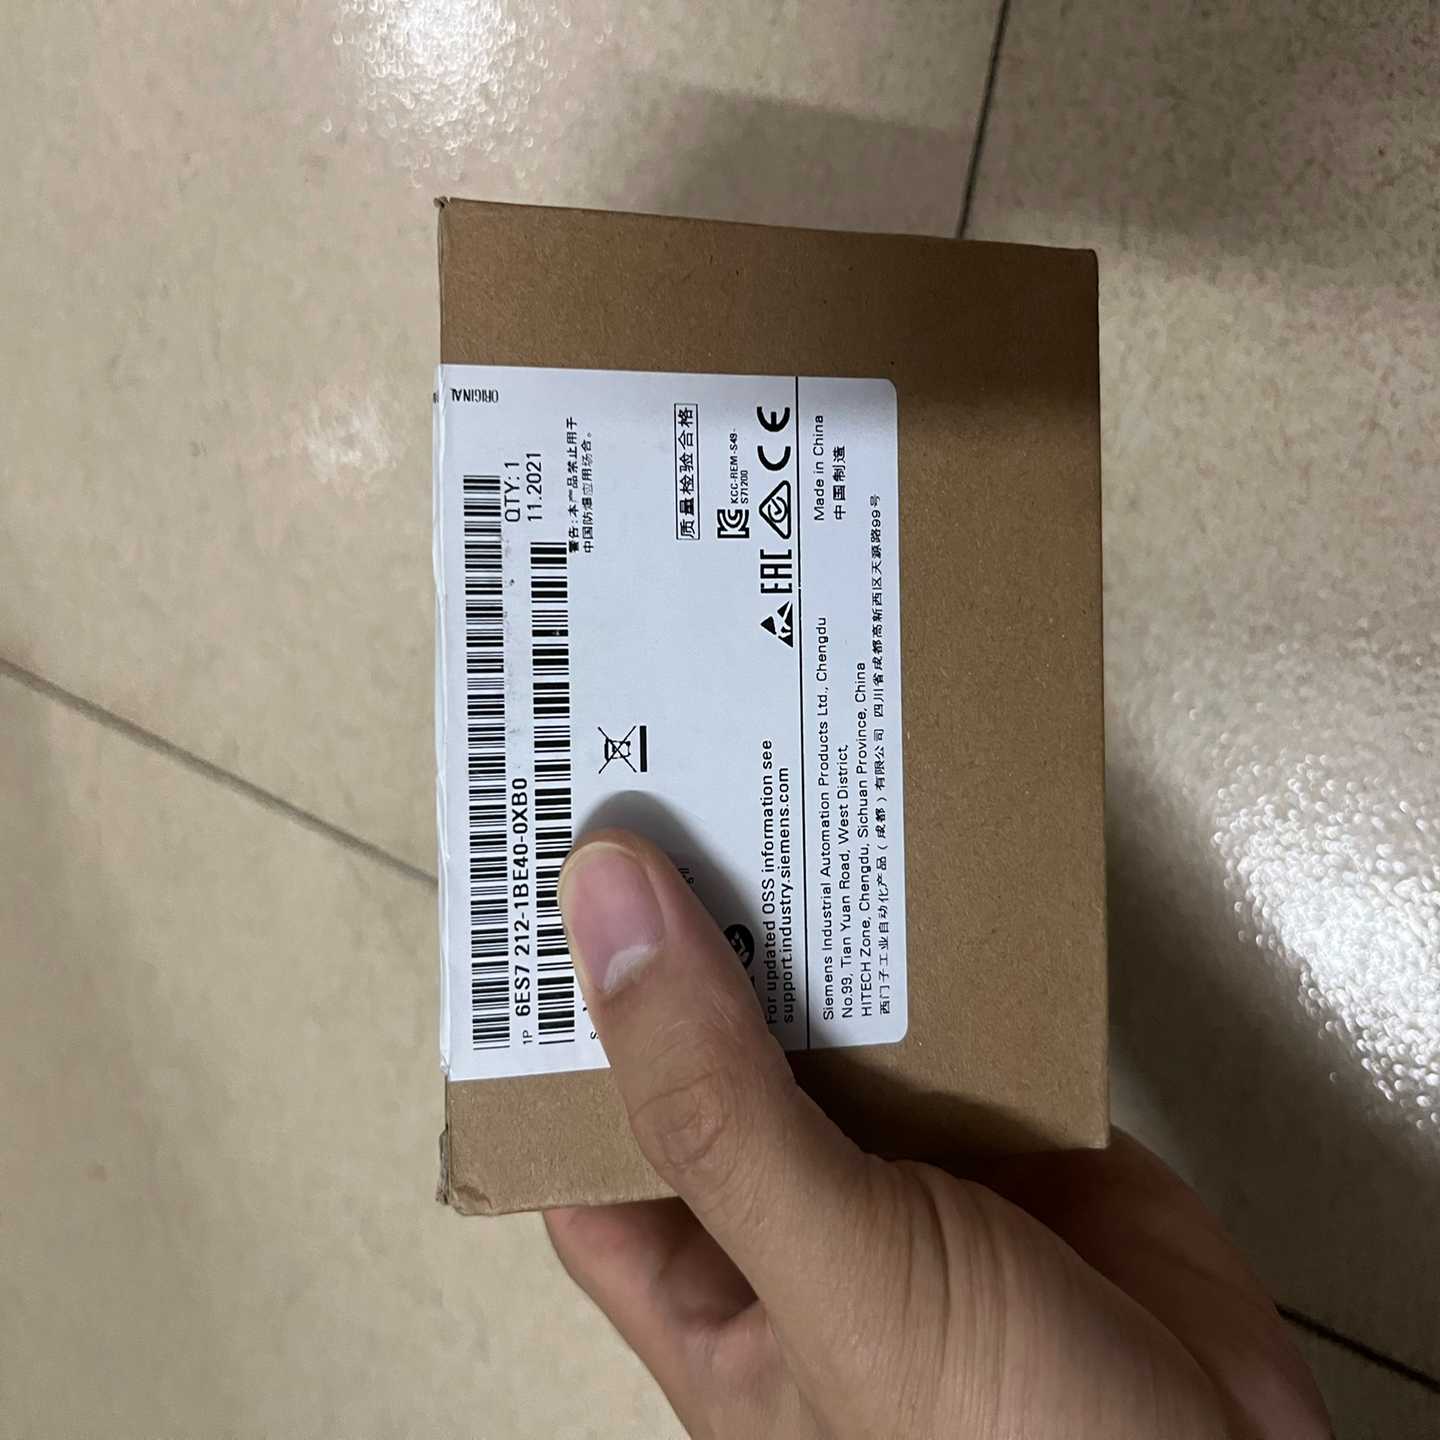 ORIGINAL
QTY: 1
1P 6ES7 212-1BE40-0XB0
11.2021
警告:本产品禁止用于
中国防爆应用场合。
S
质量检验合格
KCC-REM-S49-
S71200
EAC
CE
For updated OSS information see
support.industry.siemens.com
Made in China
中国制造
Siemens Industrial Automation Products Ltd., Chengdu
No.99, Tian Yuan Road, West District,
HITECH Zone, Chengdu, Sichuan Province, China
西门子工业自动化产品(成都)有限公司 四川省成都高新西区天源路99号